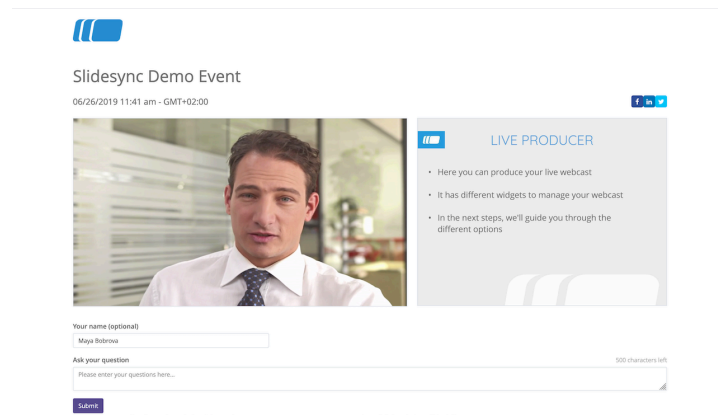 Slidesync Demo Event
06/26/2019 11:41 am - GMT+02:00
f in
LIVE PRODUCER
• Here you can produce your live webcast
• It has different widgets to manage your webcast
• In the next steps, we'll guide you through the
different options
Your name (optional)
Maya Bobrova
Ask your question
500 characters left
Please enter your questions here...
Submit